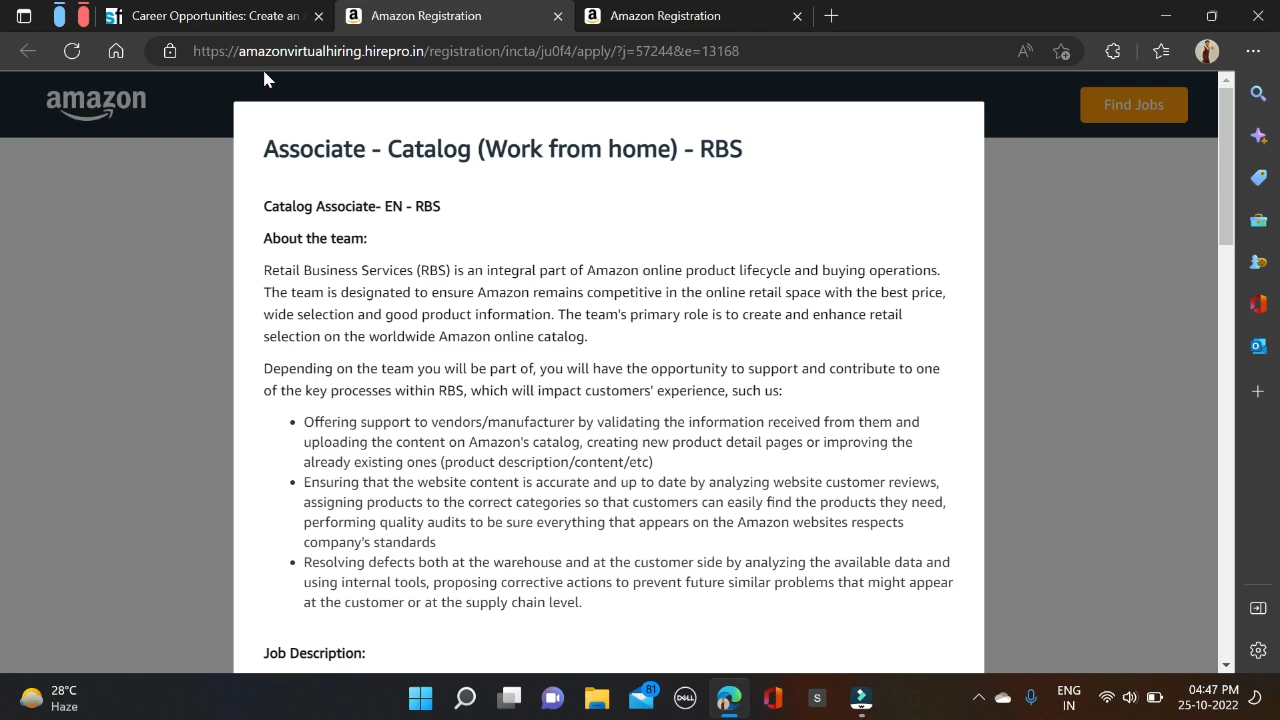 Career Opportunities: Create an A
Amazon Registration
Amazon Registration
https://amazonvirtualhiring.hirepro.in/registration/incta/ju0f4/apply/?j=57244&e=13168
amazon
Find Jobs
Associate - Catalog (Work from home) - RBS
Catalog Associate- EN - RBS
About the team:
Retail Business Services (RBS) is an integral part of Amazon online product lifecycle and buying operations.
The team is designated to ensure Amazon remains competitive in the online retail space with the best price,
wide selection and good product information. The team's primary role is to create and enhance retail
selection on the worldwide Amazon online catalog.
Depending on the team you will be part of, you will have the opportunity to support and contribute to one
of the key processes within RBS, which will impact customers' experience, such us:
• Offering support to vendors/manufacturer by validating the information received from them and
uploading the content on Amazon's catalog, creating new product detail pages or improving the
already existing ones (product description/content/etc)
• Ensuring that the website content is accurate and up to date by analyzing website customer reviews,
assigning products to the correct categories so that customers can easily find the products they need,
performing quality audits to be sure everything that appears on the Amazon websites respects
company's standards
• Resolving defects both at the warehouse and at the customer side by analyzing the available data and
using internal tools, proposing corrective actions to prevent future similar problems that might appear
at the customer or at the supply chain level.
Job Description:
28°C
Haze
81
DELL
S
ENG
IN
04:47 PM
25-10-2022